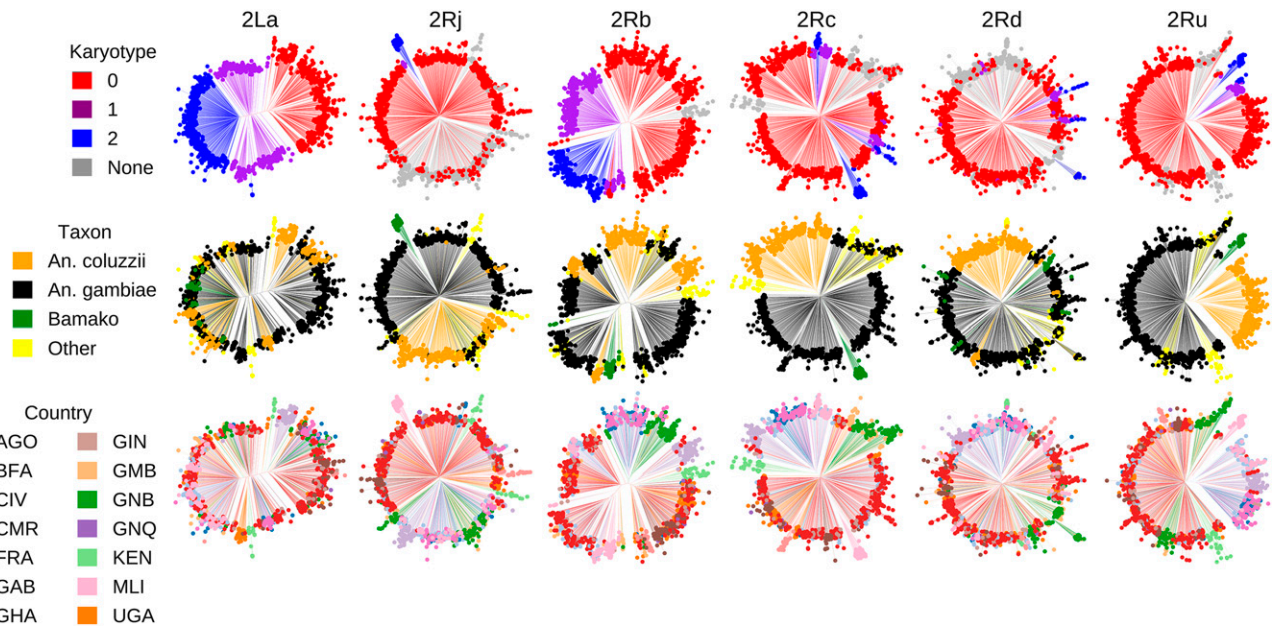 2La 2Rj 2Rb 2Rc 2Rd 2Ru
Karyotype
0
1
2
None
Taxon
An. coluzzii
An. gambiae
Bamako
Other
Country
AGO GIN
BFA GMB
CIV GNB
CMR GNQ
FRA KEN
GAB MLI
GHA UGA